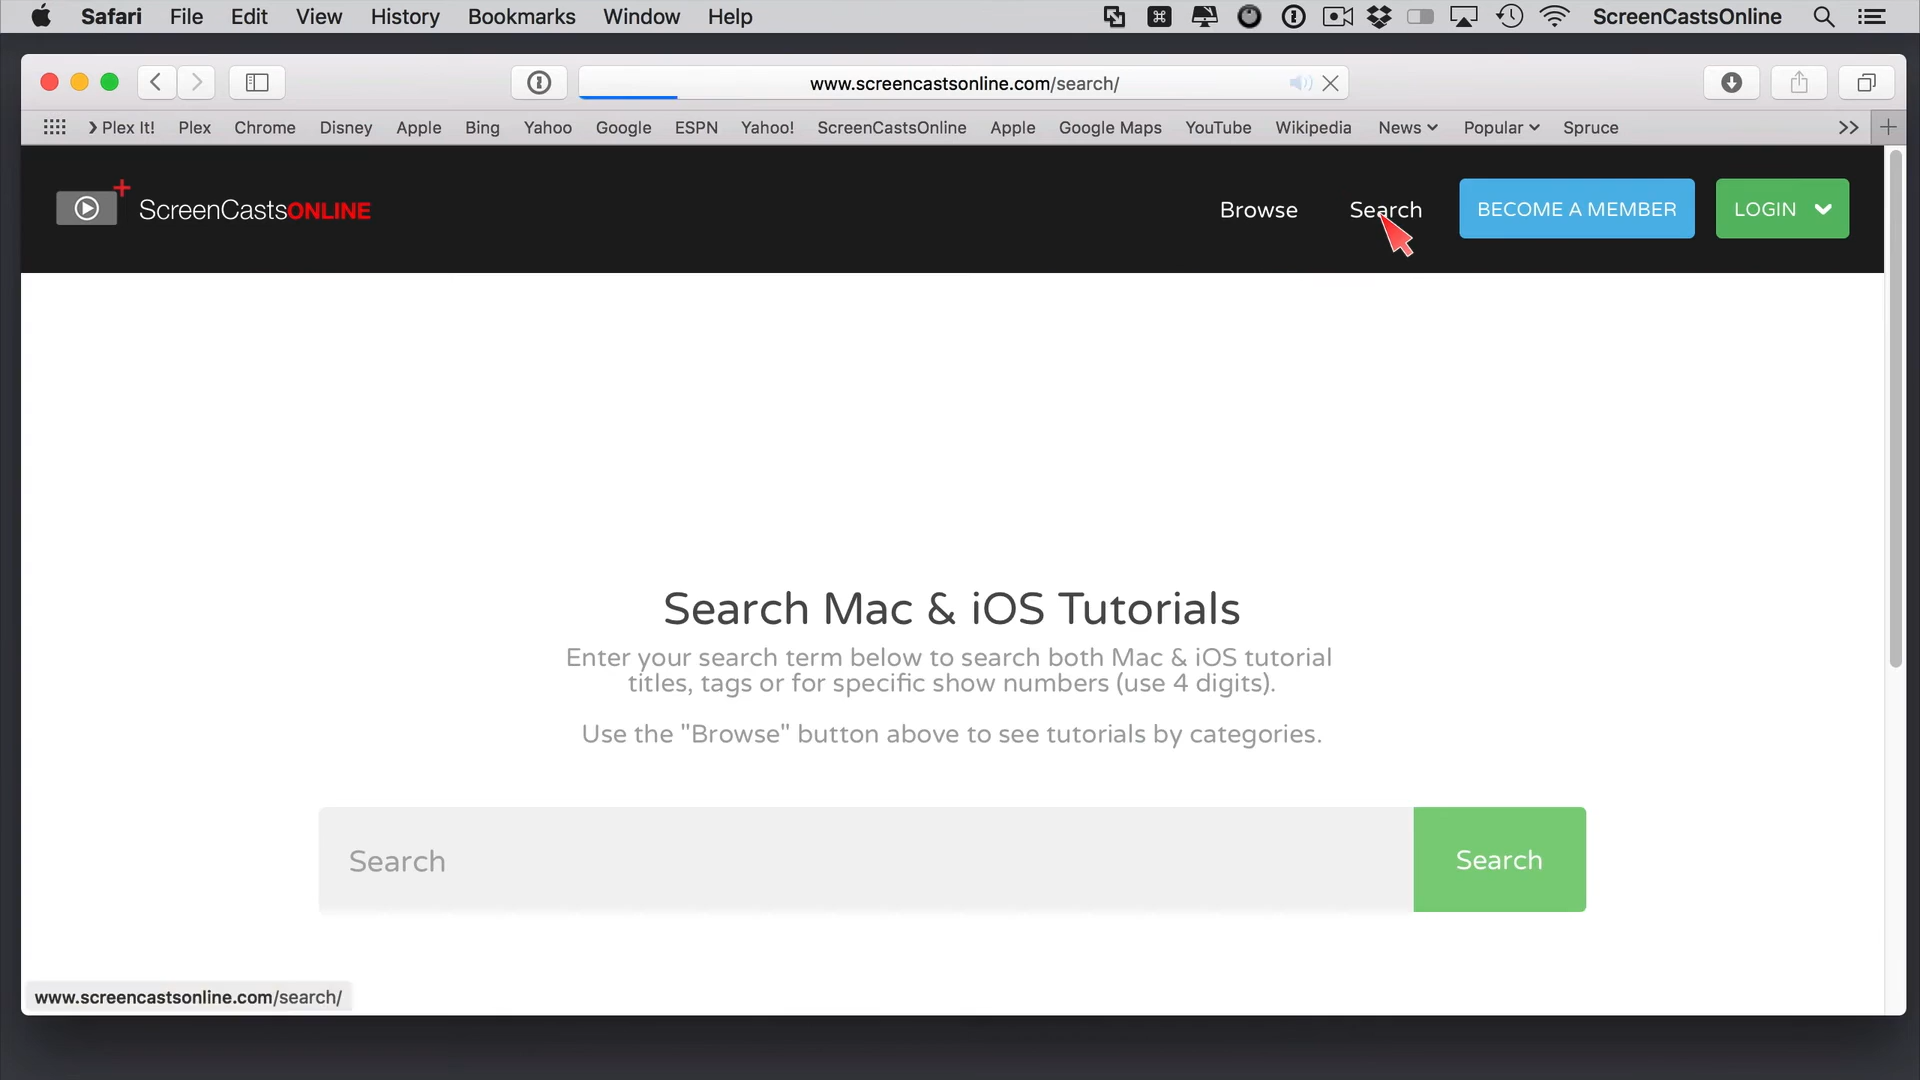 Safari File Edit View History Bookmarks Window Help ScreenCastsOnline
www.screencastsonline.com/search/
Plex It! Plex Chrome Disney Apple Bing Yahoo Google ESPN Yahoo! ScreenCastsOnline Apple Google Maps YouTube Wikipedia News Popular Spruce
ScreenCastsONLINE Browse Search BECOME A MEMBER LOGIN
Search Mac & iOS Tutorials
Enter your search term below to search both Mac & iOS tutorial
titles, tags or for specific show numbers (use 4 digits).
Use the "Browse" button above to see tutorials by categories.
Search Search
www.screencastsonline.com/search/